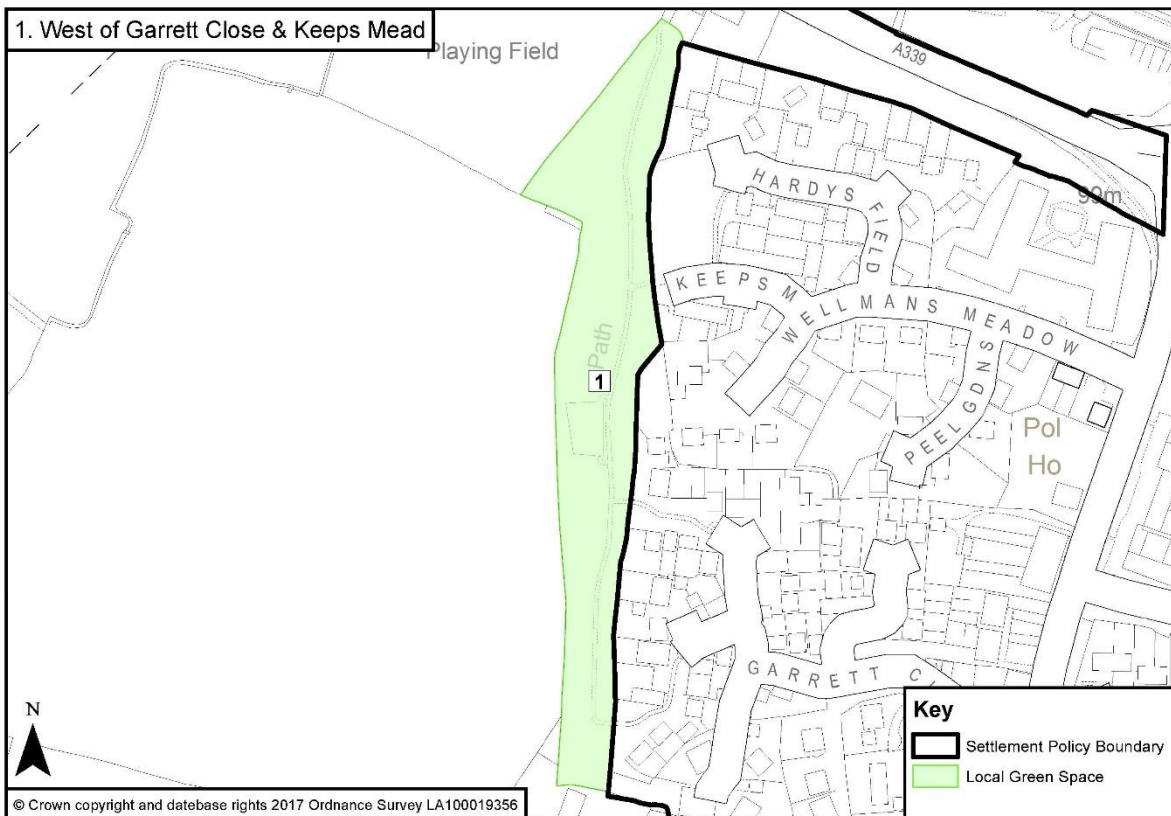 1. West of Garrett Close & Keeps Mead
Playing Field
A339
99m
HARDYS FIELD
KEEPS M
WELLMANS MEADOW
PEEL GDNS
Path
1
Pol
Ho
GARRETT C
N
Key
Settlement Policy Boundary
Local Green Space
© Crown copyright and datebase rights 2017 Ordnance Survey LA100019356